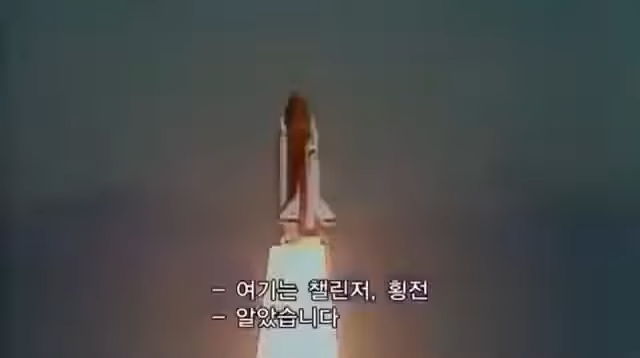 - 여기는 챌린저, 횡전
- 알았습니다